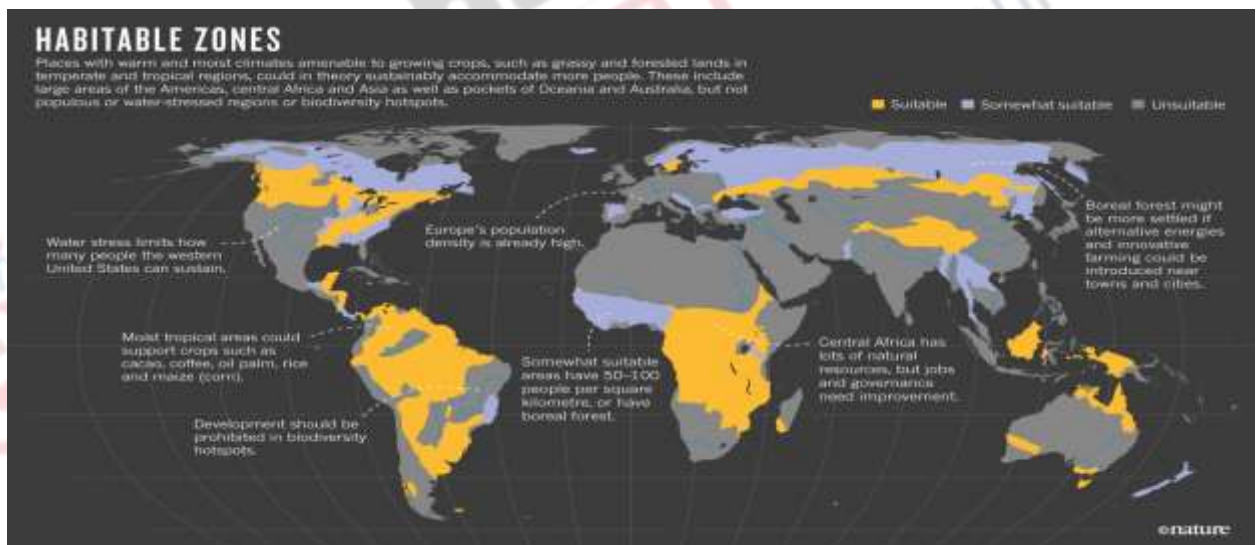 HABITABLE ZONES
Places with warm and moist climates amenable to growing crops, such as grassy and forested lands in
temperate and tropical regions, could in theory sustainably accommodate more people. These include
large areas of the Americas, central Africa and Asia as well as pockets of Oceania and Australia, but not
populous or water-stressed regions or biodiversity hotspots.
Suitable Somewhat suitable Unsuitable
Water stress limits how
many people the western
United States can sustain.
Europe's population
density is already high.
Boreal forest might
be more settled if
alternative energies
and innovative
farming could be
introduced near
towns and cities.
Moist tropical areas could
support crops such as
cacao, coffee, oil palm, rice
and maize (corn).
Somewhat suitable
areas have 50–100
people per square
kilometre, or have
boreal forest.
Central Africa has
lots of natural
resources, but jobs
and governance
need improvement.
Development should be
prohibited in biodiversity
hotspots.
©nature